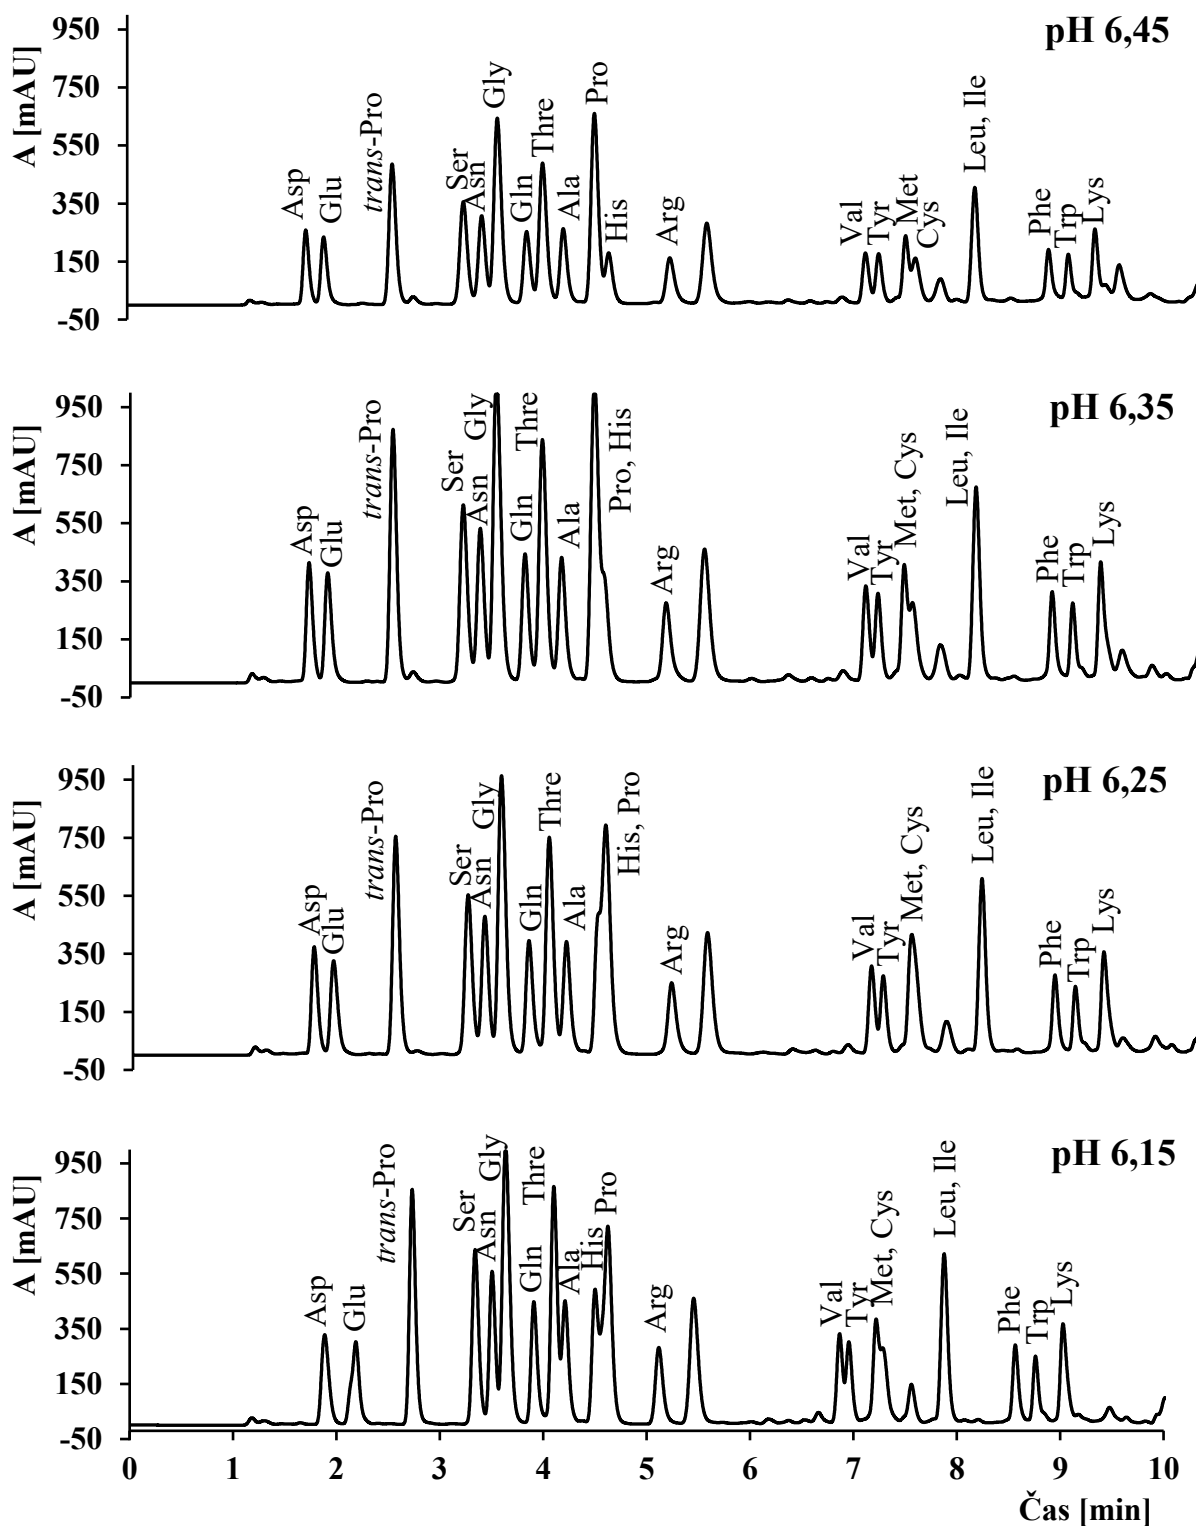 pH 6,45
A [mAU]
950
750
550
350
150
-50
Asp
Glu
trans-Pro
Ser
Asn
Gly
Gln
Thre
Ala
Pro
His
Arg
Val
Tyr
Met
Cys
Leu, Ile
Phe
Trp
Lys
pH 6,35
A [mAU]
950
750
550
350
150
-50
Asp
Glu
trans-Pro
Ser
Asn
Gly
Gln
Thre
Ala
Pro, His
Arg
Val
Tyr
Met, Cys
Leu, Ile
Phe
Trp
Lys
pH 6,25
A [mAU]
950
750
550
350
150
-50
Asp
Glu
trans-Pro
Ser
Asn
Gly
Gln
Thre
Ala
His, Pro
Arg
Val
Tyr
Met, Cys
Leu, Ile
Phe
Trp
Lys
pH 6,15
A [mAU]
950
750
550
350
150
-50
Asp
Glu
trans-Pro
Ser
Asn
Gly
Gln
Thre
Ala
His
Pro
Arg
Val
Tyr
Met, Cys
Leu, Ile
Phe
Trp
Lys
0 1 2 3 4 5 6 7 8 9 10
Čas [min]